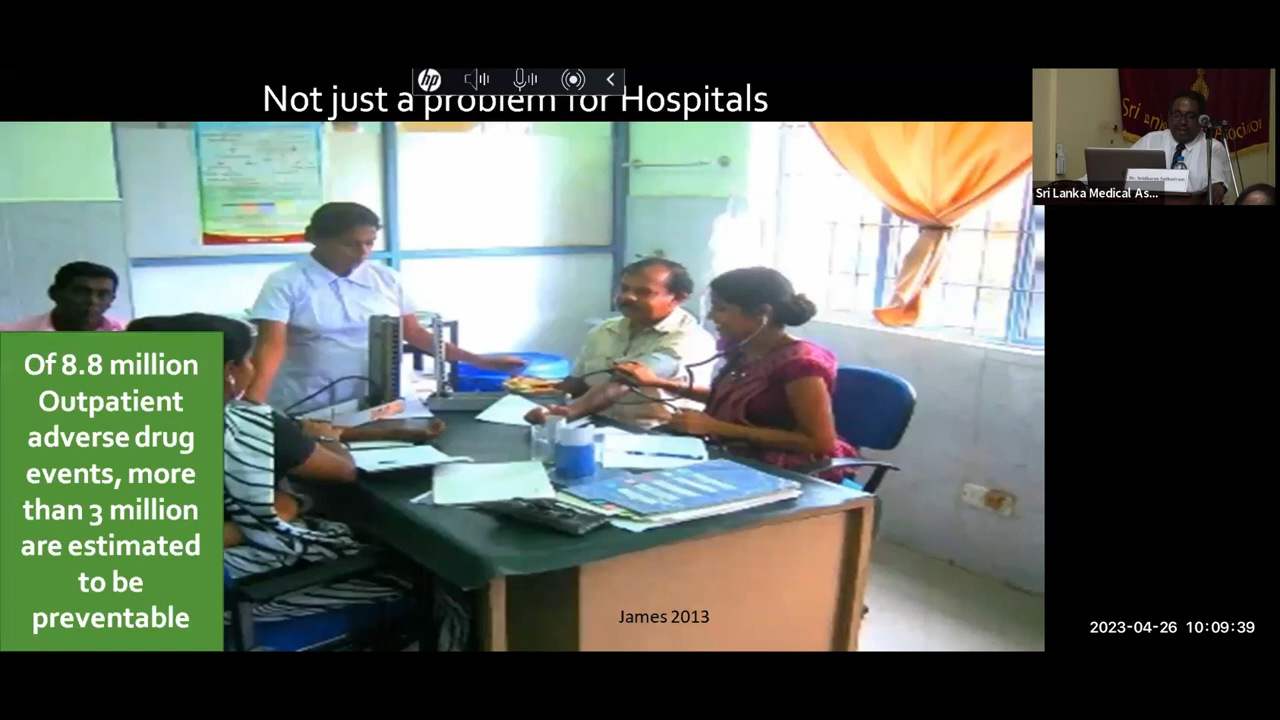 Not just a problem for Hospitals
hp
Sri Lanka Medical As...
Of 8.8 million
Outpatient
adverse drug
events, more
than 3 million
are estimated
to be
preventable
James 2013
2023-04-26 10:09:39